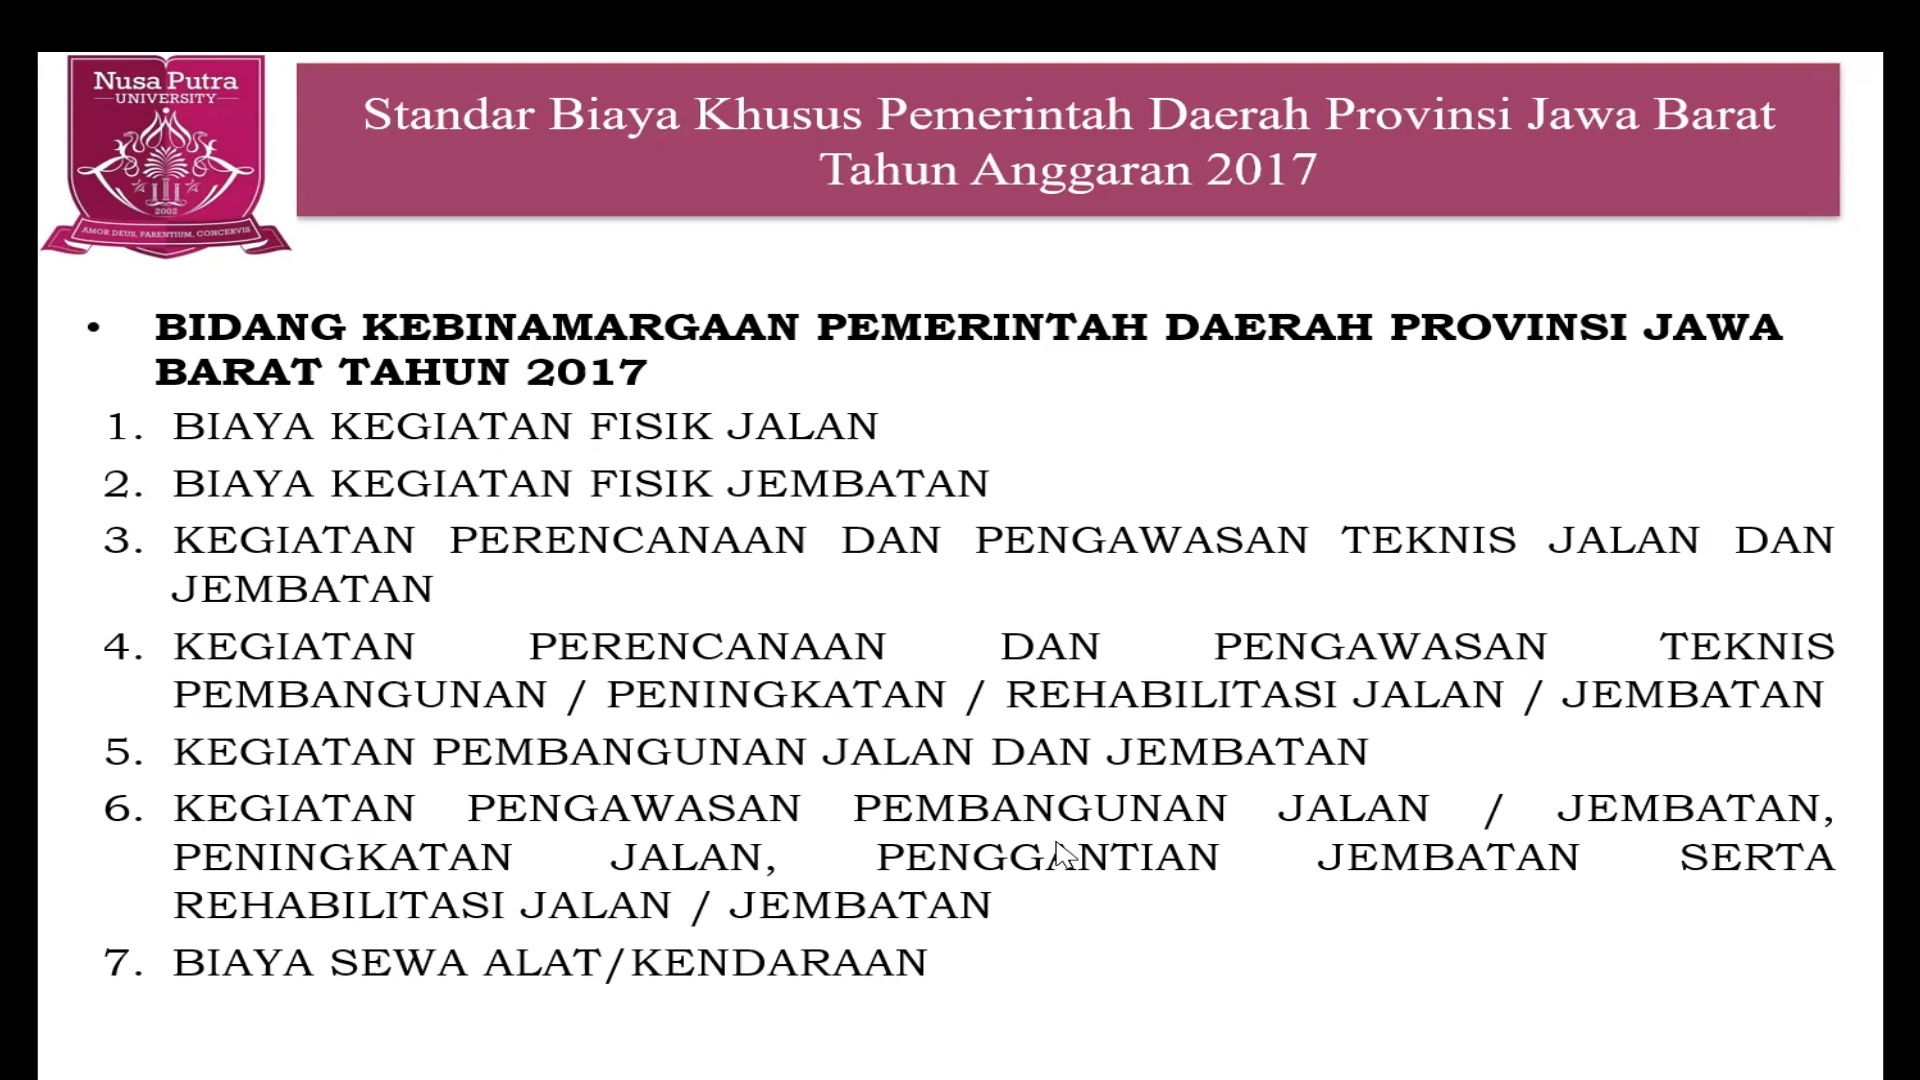 Nusa Putra
UNIVERSITY
2002
AMOR DEUS, PARENTIUM, CONCERVIS
Standar Biaya Khusus Pemerintah Daerah Provinsi Jawa Barat
Tahun Anggaran 2017
• BIDANG KEBINAMARGAAN PEMERINTAH DAERAH PROVINSI JAWA
BARAT TAHUN 2017
1. BIAYA KEGIATAN FISIK JALAN
2. BIAYA KEGIATAN FISIK JEMBATAN
3. KEGIATAN PERENCANAAN DAN PENGAWASAN TEKNIS JALAN DAN
JEMBATAN
4. KEGIATAN PERENCANAAN DAN PENGAWASAN TEKNIS
PEMBANGUNAN / PENINGKATAN / REHABILITASI JALAN / JEMBATAN
5. KEGIATAN PEMBANGUNAN JALAN DAN JEMBATAN
6. KEGIATAN PENGAWASAN PEMBANGUNAN JALAN / JEMBATAN,
PENINGKATAN JALAN, PENGGANTIAN JEMBATAN SERTA
REHABILITASI JALAN / JEMBATAN
7. BIAYA SEWA ALAT/KENDARAAN